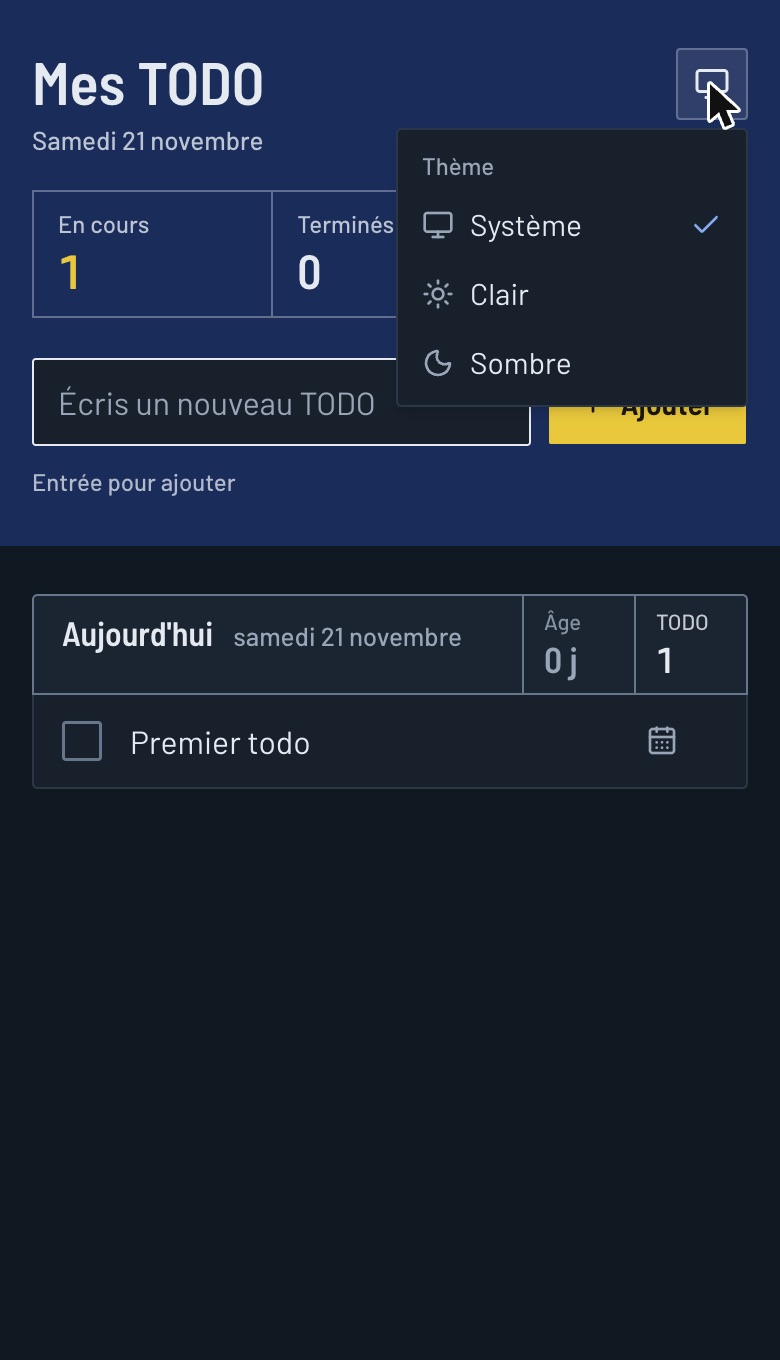 Mes TODO
Samedi 21 novembre
En cours
1
Terminés
0
Thème
Système
Clair
Sombre
Écris un nouveau TODO
Ajouter
Entrée pour ajouter
Aujourd'hui samedi 21 novembre
Âge
0 j
TODO
1
Premier todo